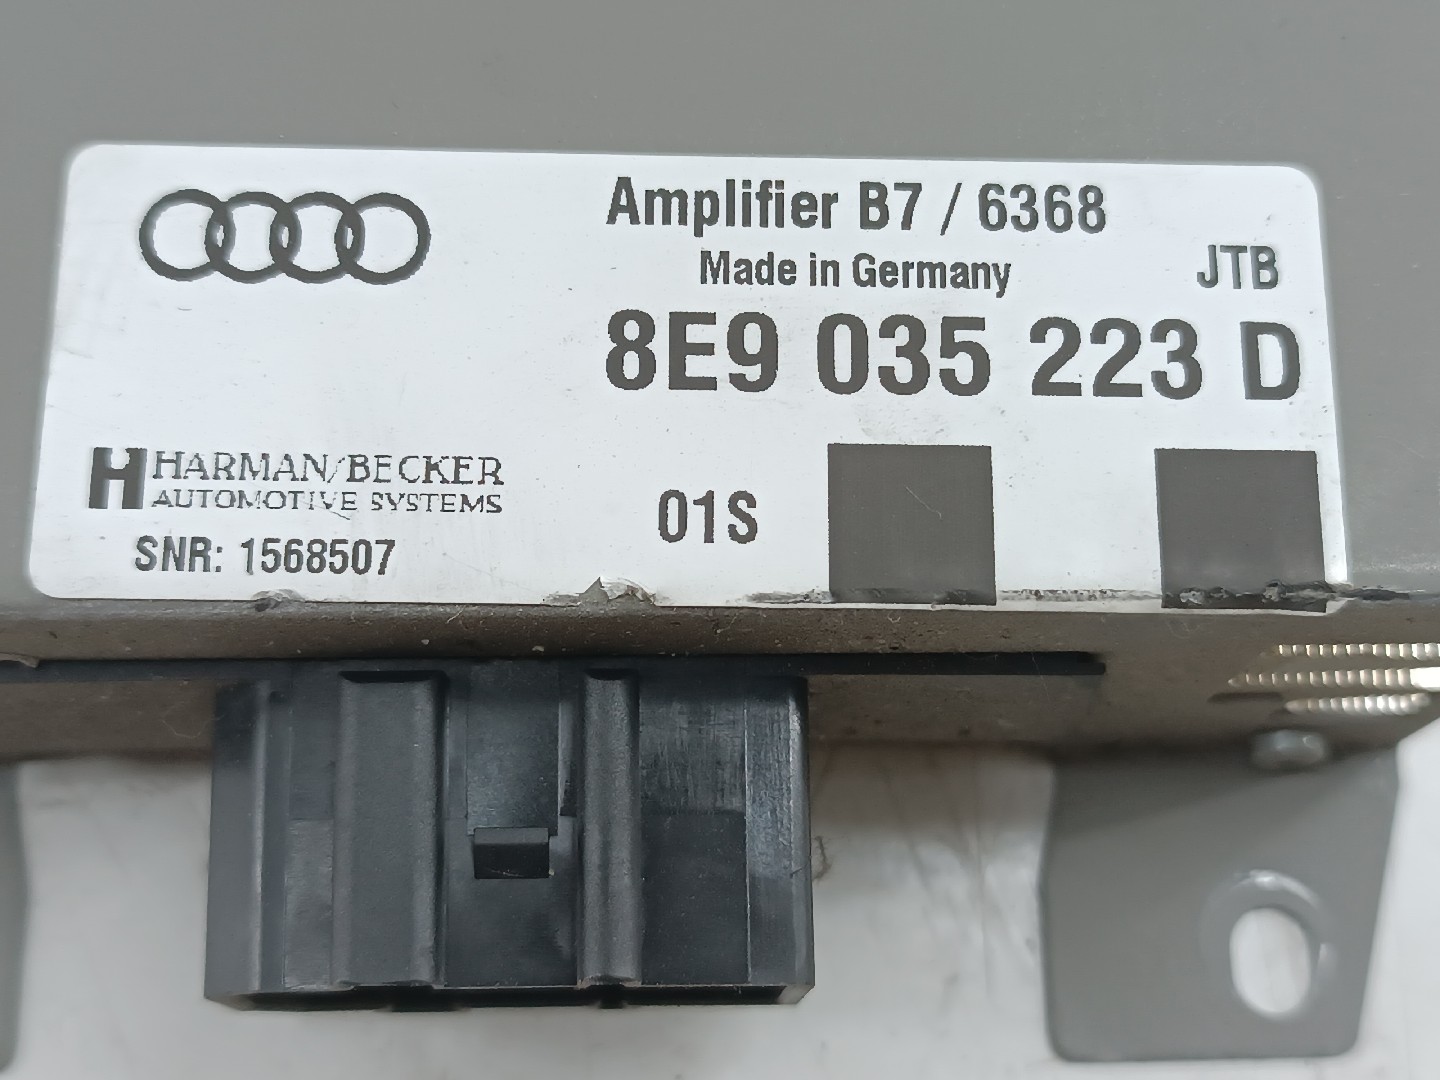 Amplifier B7 / 6368
Made in Germany
JTB
8E9 035 223 D
H HARMAN/BECKER
AUTOMOTIVE SYSTEMS
01S
SNR: 1568507